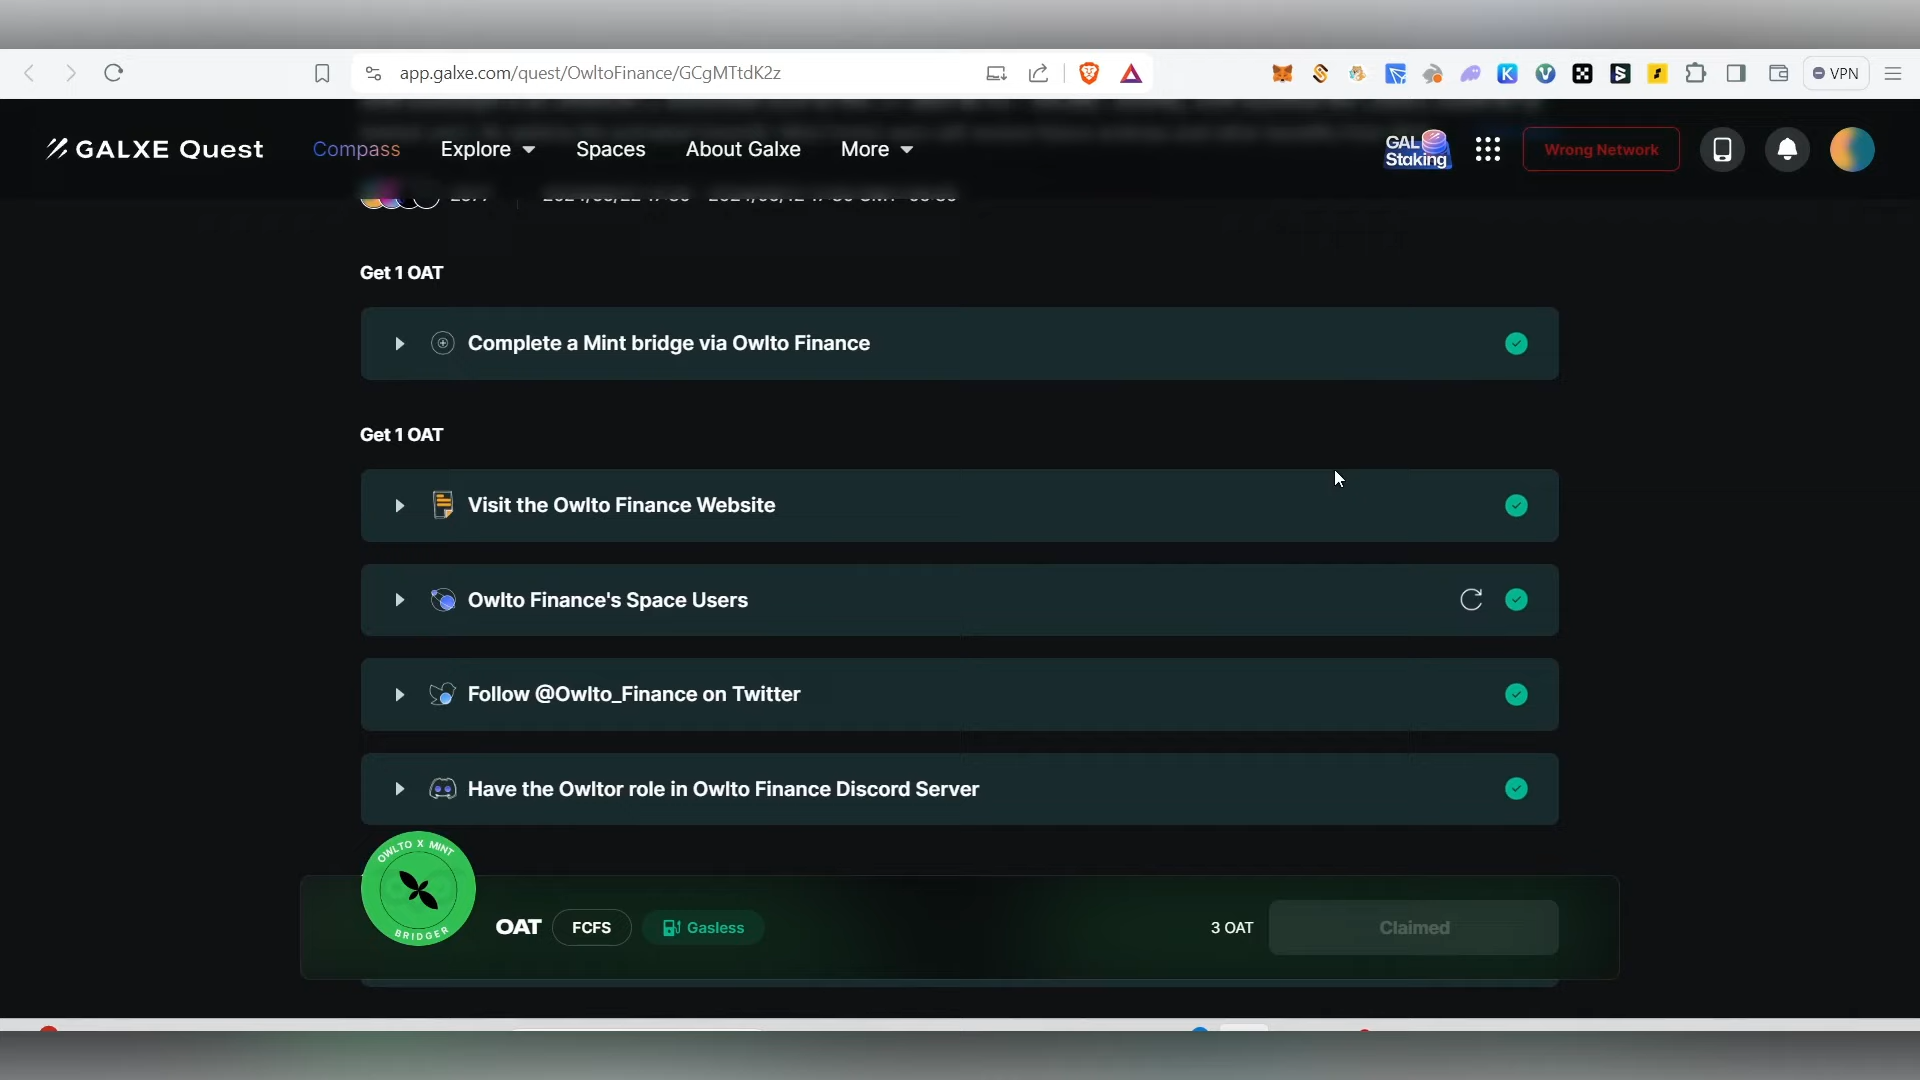 app.galxe.com/quest/OwltoFinance/GCgMTtdK2z
VPN
GALXE Quest
Compass
Explore
Spaces
About Galxe
More
GAL
Staking
Wrong Network
Get 1 OAT
Complete a Mint bridge via Owlto Finance
Get 1 OAT
Visit the Owlto Finance Website
Owlto Finance's Space Users
Follow @Owlto_Finance on Twitter
Have the Owltor role in Owlto Finance Discord Server
OWLTO X MINT
BRIDGER
OAT
FCFS
Gasless
3 OAT
Claimed